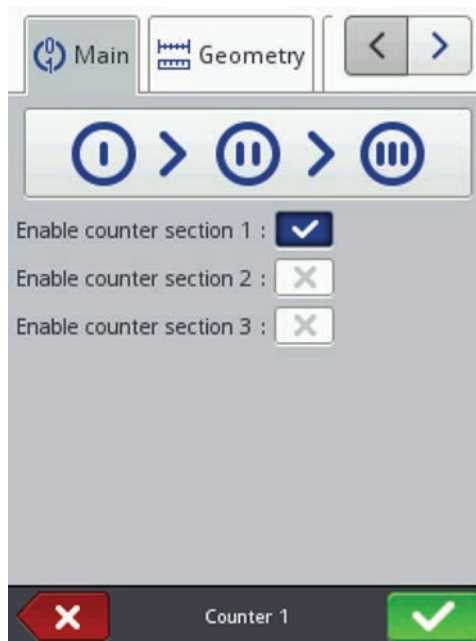 Main
Geometry
Enable counter section 1 :
Enable counter section 2 :
Enable counter section 3 :
Counter 1